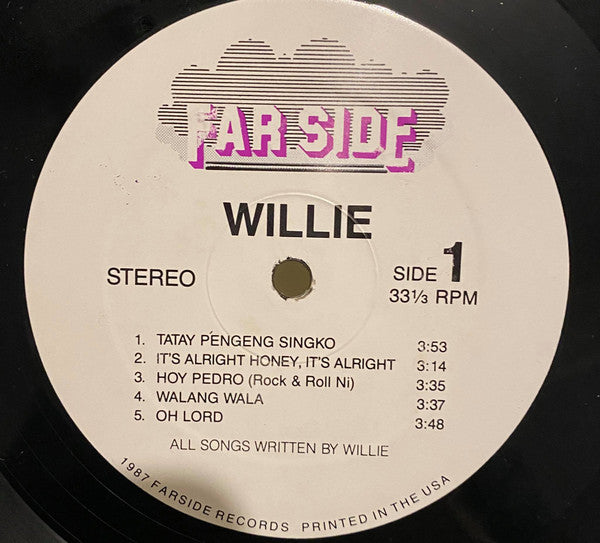 FAR SIDE
WILLIE
STEREO
SIDE 1
33⅓ RPM
1. TATAY PENGENG SINGKO 3:53
2. IT'S ALRIGHT HONEY, IT'S ALRIGHT 3:14
3. HOY PEDRO (Rock & Roll Ni) 3:35
4. WALANG WALA 3:37
5. OH LORD 3:48
ALL SONGS WRITTEN BY WILLIE
1987 FARSIDE RECORDS PRINTED IN THE USA